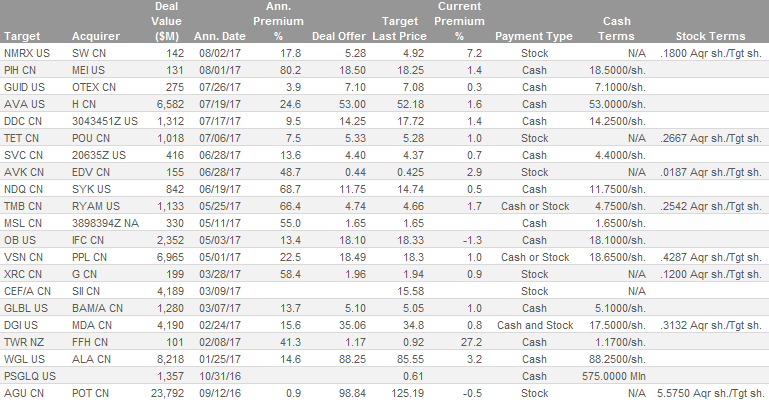 Target Acquirer Deal Value ($M) Ann. Date Ann. Premium % Deal Offer Target Last Price Current Premium % Payment Type Cash Terms Stock Terms
NMRX US SW CN 142 08/02/17 17.8 5.28 4.92 7.2 Stock N/A .1800 Aqr sh./Tgt sh.
PIH CN MEI US 131 08/01/17 80.2 18.50 18.25 1.4 Cash 18.5000/sh.
GUID US OTEX CN 275 07/26/17 3.9 7.10 7.08 0.3 Cash 7.1000/sh.
AVA US H CN 6,582 07/19/17 24.6 53.00 52.18 1.6 Cash 53.0000/sh.
DDC CN 3043451Z US 1,312 07/17/17 9.5 14.25 17.72 1.4 Cash 14.2500/sh.
TET CN POU CN 1,018 07/06/17 7.5 5.33 5.28 1.0 Stock N/A .2667 Aqr sh./Tgt sh.
SVC CN 20635Z US 416 06/28/17 13.6 4.40 4.37 0.7 Cash 4.4000/sh.
AVK CN EDV CN 155 06/28/17 48.7 0.44 0.425 2.9 Stock N/A .0187 Aqr sh./Tgt sh.
NDQ CN SYK US 842 06/19/17 68.7 11.75 14.74 0.5 Cash 11.7500/sh.
TMB CN RYAM US 1,133 05/25/17 66.4 4.74 4.66 1.7 Cash or Stock 4.7500/sh. .2542 Aqr sh./Tgt sh.
MSL CN 3898394Z NA 330 05/11/17 55.0 1.65 1.65 Cash 1.6500/sh.
OB US IFC CN 2,352 05/03/17 13.4 18.10 18.33 -1.3 Cash 18.1000/sh.
VSN CN PPL CN 6,965 05/01/17 22.5 18.49 18.3 1.0 Cash or Stock 18.6500/sh. .4287 Aqr sh./Tgt sh.
XRC CN G CN 199 03/28/17 58.4 1.96 1.94 0.9 Stock N/A .1200 Aqr sh./Tgt sh.
CEF/A CN SII CN 4,189 03/09/17 15.58 Stock N/A
GLBL US BAM/A CN 1,280 03/07/17 13.7 5.10 5.05 1.0 Cash 5.1000/sh.
DGI US MDA CN 4,190 02/24/17 15.6 35.06 34.8 0.8 Cash and Stock 17.5000/sh. .3132 Aqr sh./Tgt sh.
TWR NZ FFH CN 101 02/08/17 41.3 1.17 0.92 27.2 Cash 1.1700/sh.
WGL US ALA CN 8,218 01/25/17 14.6 88.25 85.55 3.2 Cash 88.2500/sh.
PSGLQ US 1,357 10/31/16 0.61 Cash 575.0000 Mln
AGU CN POT CN 23,792 09/12/16 0.9 98.84 125.19 -0.5 Stock N/A 5.5750 Aqr sh./Tgt sh.